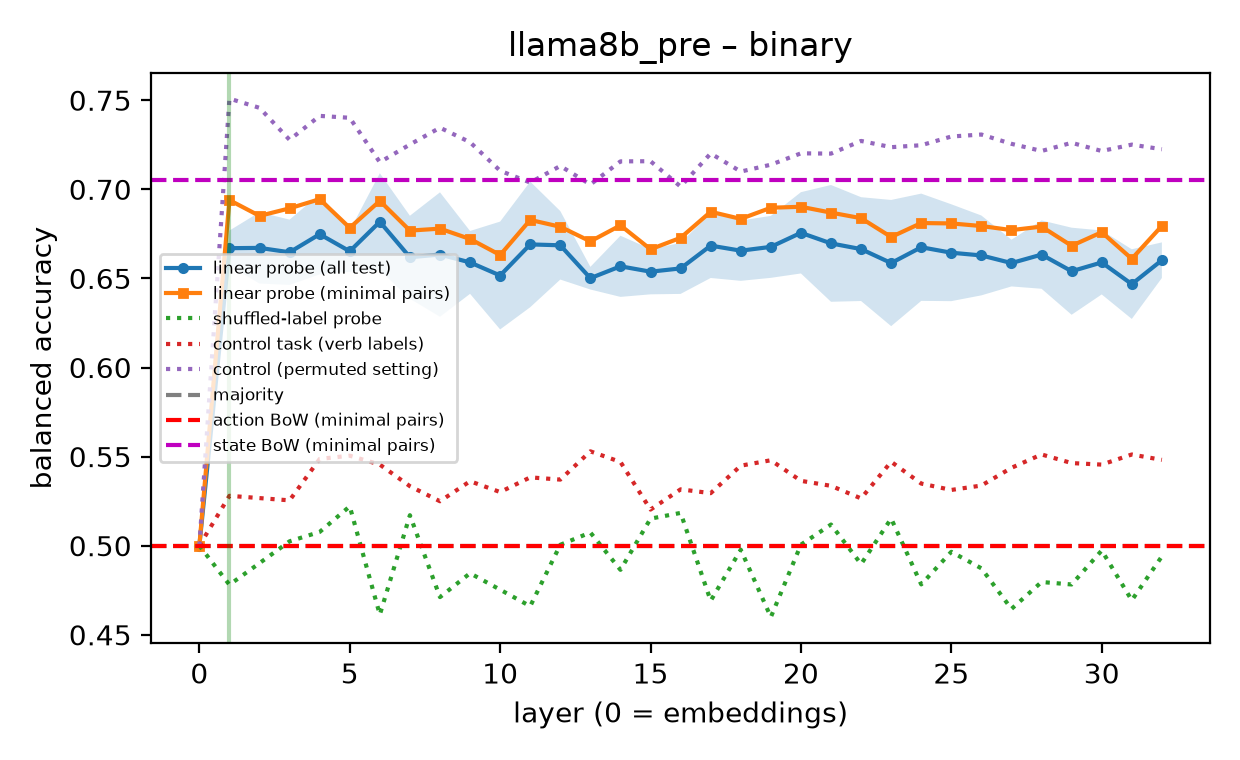 llama8b_pre – binary
balanced accuracy
0.75
0.70
0.65
0.60
0.55
0.50
0.45
linear probe (all test)
linear probe (minimal pairs)
shuffled-label probe
control task (verb labels)
control (permuted setting)
majority
action BoW (minimal pairs)
state BoW (minimal pairs)
0 5 10 15 20 25 30
layer (0 = embeddings)